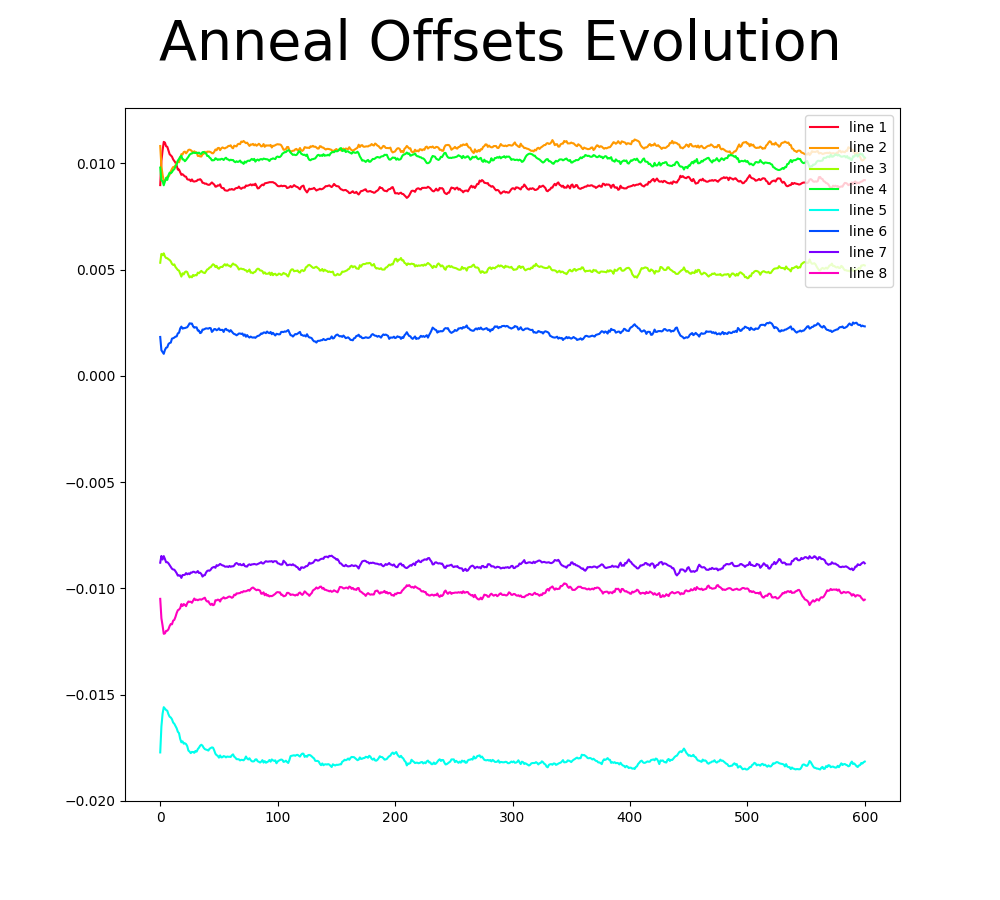 Anneal Offsets Evolution
line 1
line 2
line 3
line 4
line 5
line 6
line 7
line 8
0.010
0.005
0.000
−0.005
−0.010
−0.015
−0.020
0 100 200 300 400 500 600